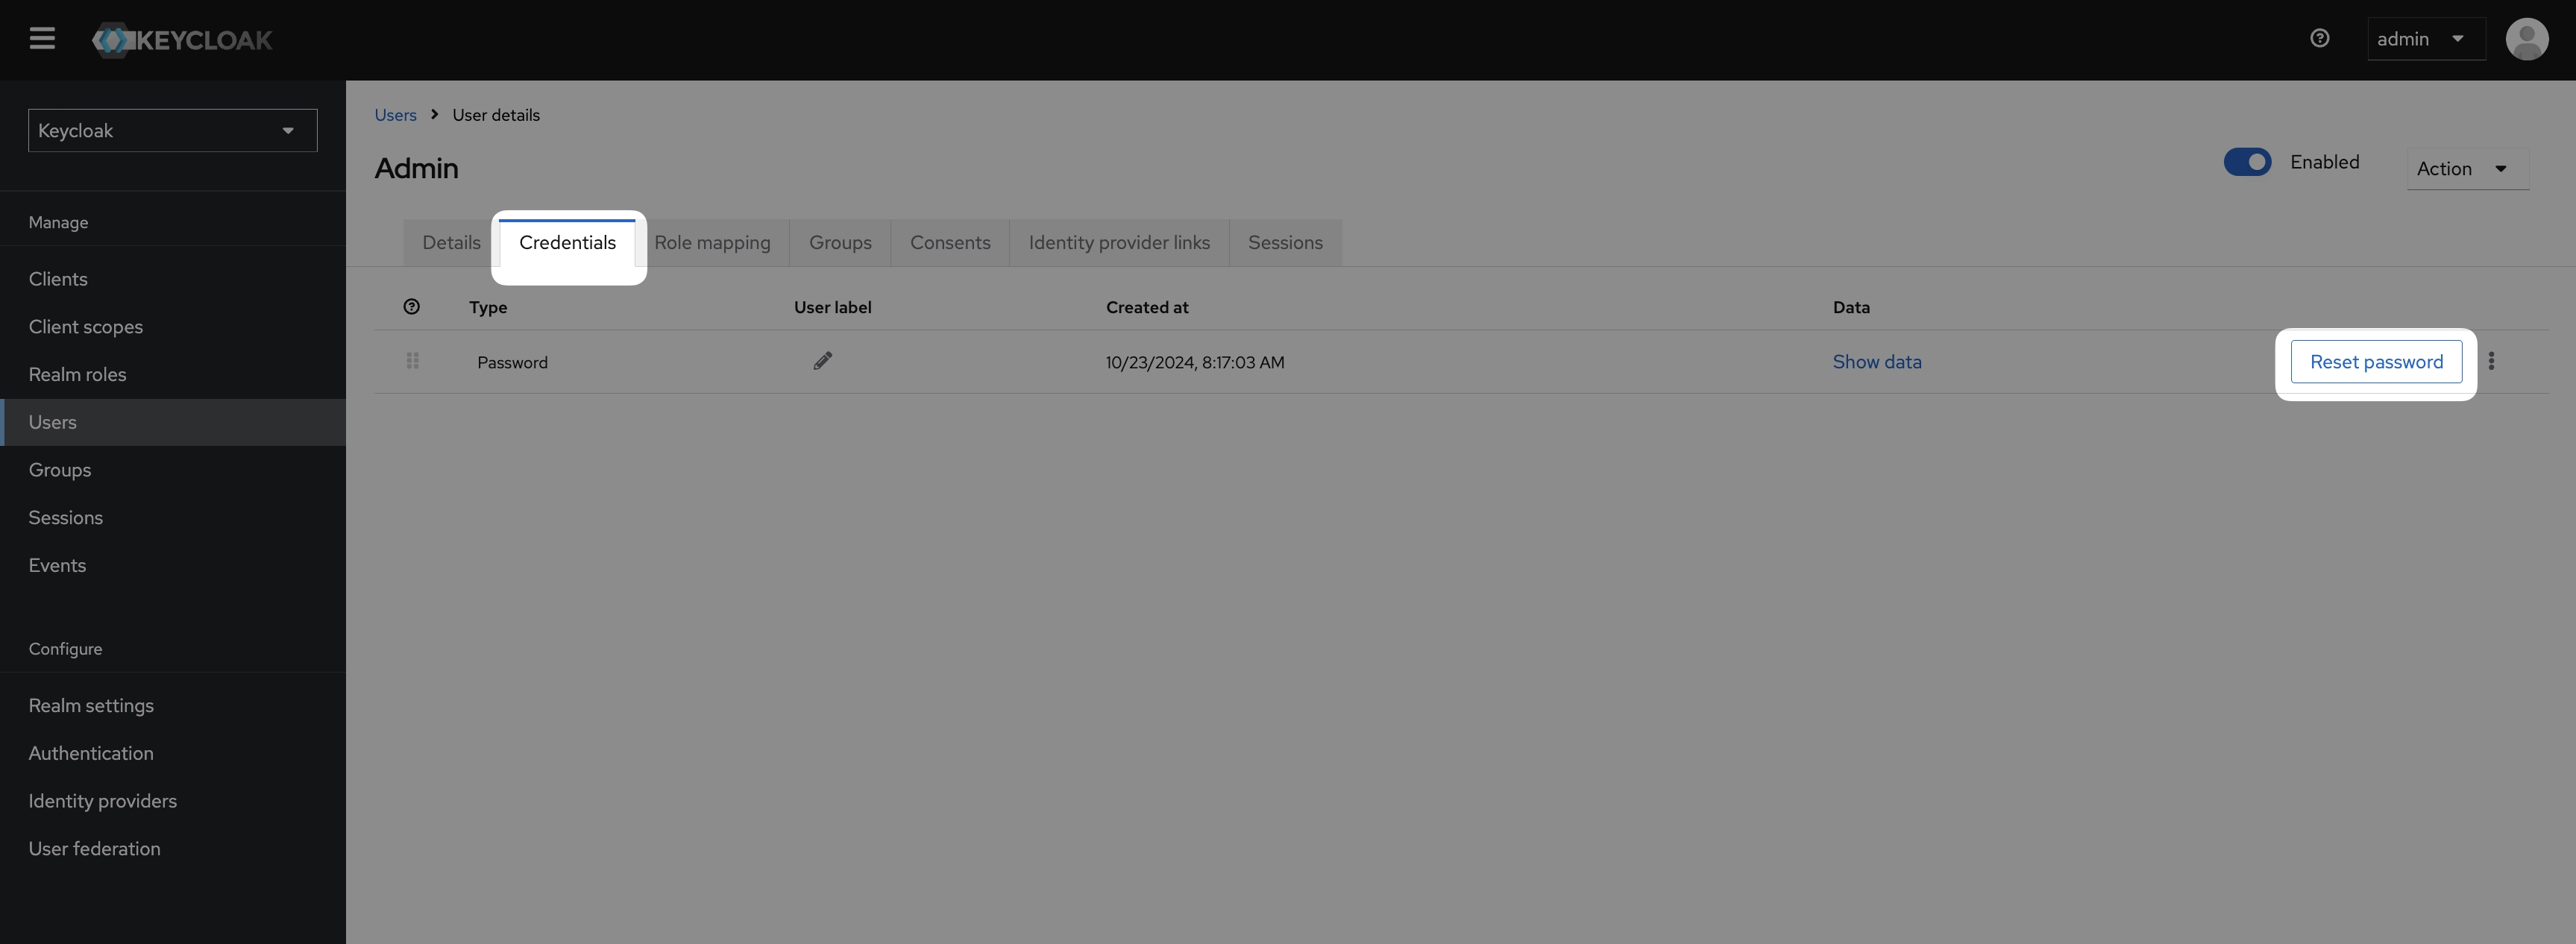 KEYCLOAK
admin
Keycloak
Manage
Clients
Client scopes
Realm roles
Users
Groups
Sessions
Events
Configure
Realm settings
Authentication
Identity providers
User federation
Users User details
Admin
Enabled
Action
Details Credentials Role mapping Groups Consents Identity provider links Sessions
Type User label Created at Data
Password 10/23/2024, 8:17:03 AM Show data Reset password